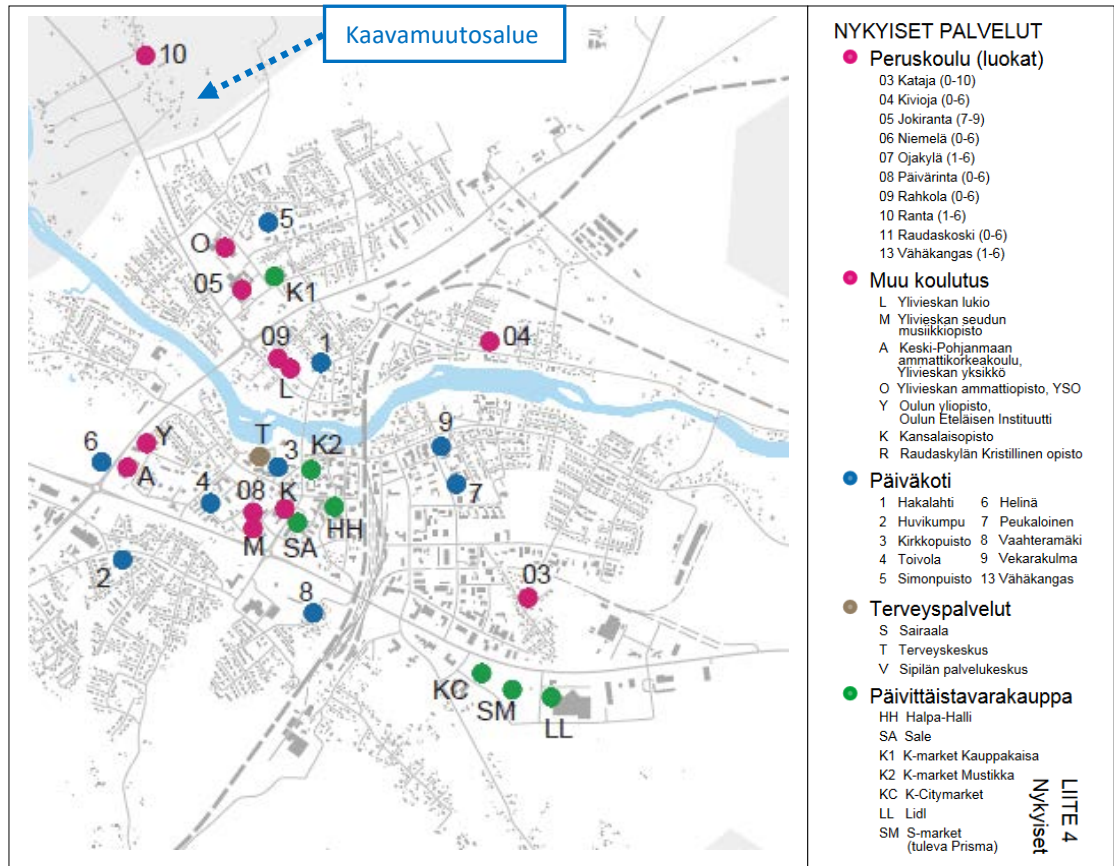 Kaavamuutosalue
10
5
O
05
K1
09
1
L
04
9
7
Y
6
A
T
3
K2
4
08
K
M
SA
HH
2
8
03
KC
SM
LL
NYKYISET PALVELUT
Peruskoulu (luokat)
03 Kataja (0-10)
04 Kivioja (0-6)
05 Jokiranta (7-9)
06 Niemelä (0-6)
07 Ojakylä (1-6)
08 Päivärinta (0-6)
09 Rahkola (0-6)
10 Ranta (1-6)
11 Raudaskoski (0-6)
13 Vähäkangas (1-6)
Muu koulutus
L Ylivieskan lukio
M Ylivieskan seudun
musiikkiopisto
A Keski-Pohjanmaan
ammattikorkeakoulu,
Ylivieskan yksikkö
O Ylivieskan ammattiopisto, YSO
Y Oulun yliopisto,
Oulun Eteläisen Instituutti
K Kansalaisopisto
R Raudaskylän Kristillinen opisto
Päiväkoti
1 Hakalahti 6 Helinä
2 Huvikumpu 7 Peukaloinen
3 Kirkkopuisto 8 Vaahteramäki
4 Toivola 9 Vekarakulma
5 Simonpuisto 13 Vähäkangas
Terveyspalvelut
S Sairaala
T Terveyskeskus
V Sipilän palvelukeskus
Päivittäistavarakauppa
HH Halpa-Halli
SA Sale
K1 K-market Kauppakaisa
K2 K-market Mustikka
KC K-Citymarket
LL Lidl
SM S-market
(tuleva Prisma)
LIITE 4
Nykyiset